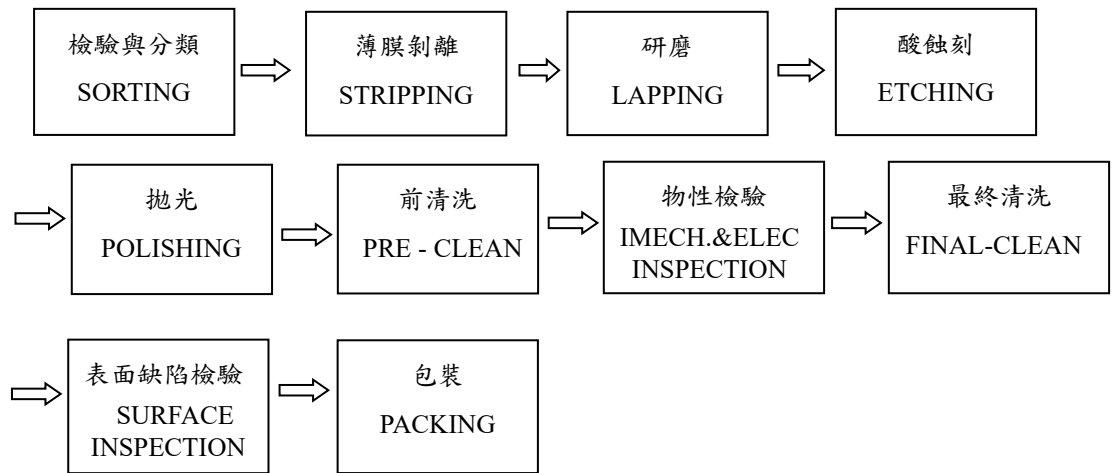 檢驗與分類
SORTING
薄膜剝離
STRIPPING
研磨
LAPPING
酸蝕刻
ETCHING
拋光
POLISHING
前清洗
PRE - CLEAN
物性檢驗
IMECH.&ELEC
INSPECTION
最終清洗
FINAL-CLEAN
表面缺陷檢驗
SURFACE
INSPECTION
包裝
PACKING